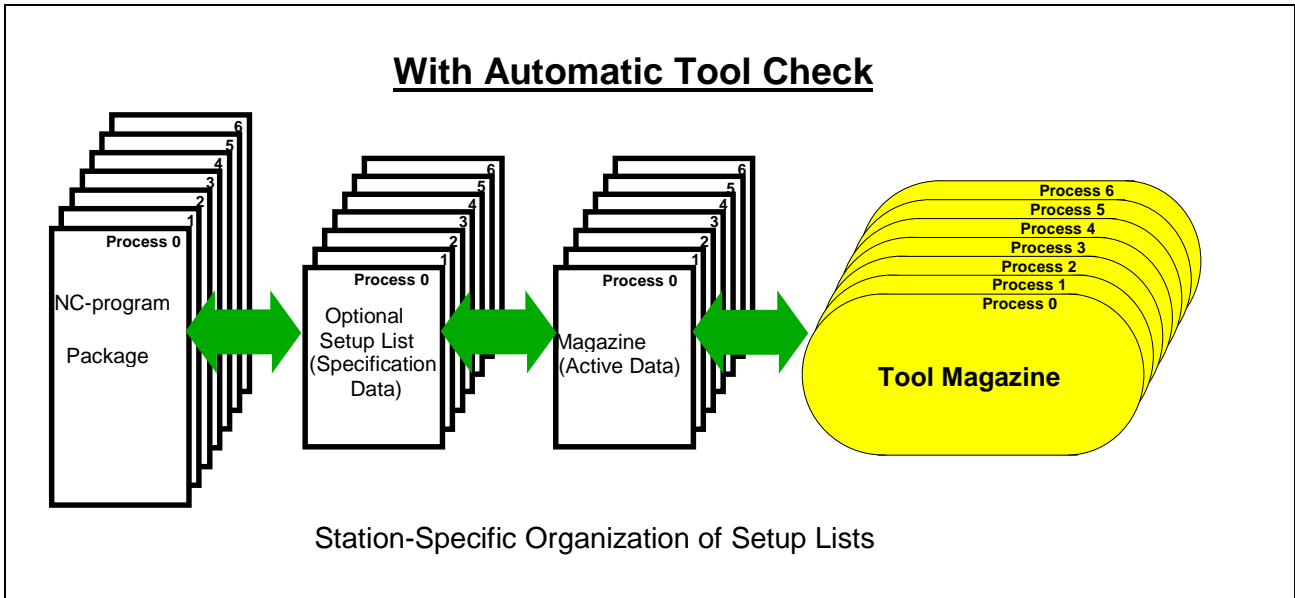 With Automatic Tool Check
6
5
4
3
2
1
Process 0
NC-program
Package
6
5
4
3
2
1
Process 0
Optional
Setup List
(Specification
Data)
6
5
4
3
2
1
Process 0
Magazine
(Active Data)
Process 6
Process 5
Process 4
Process 3
Process 2
Process 1
Process 0
Tool Magazine
Station-Specific Organization of Setup Lists